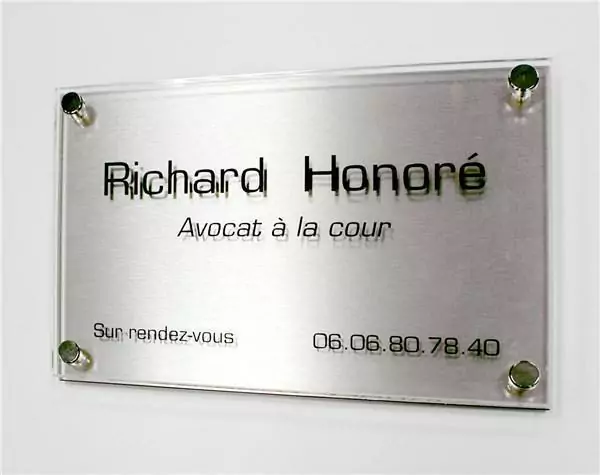 Richard Honoré
Avocat à la cour
Sur rendez-vous 06.06.80.78.40